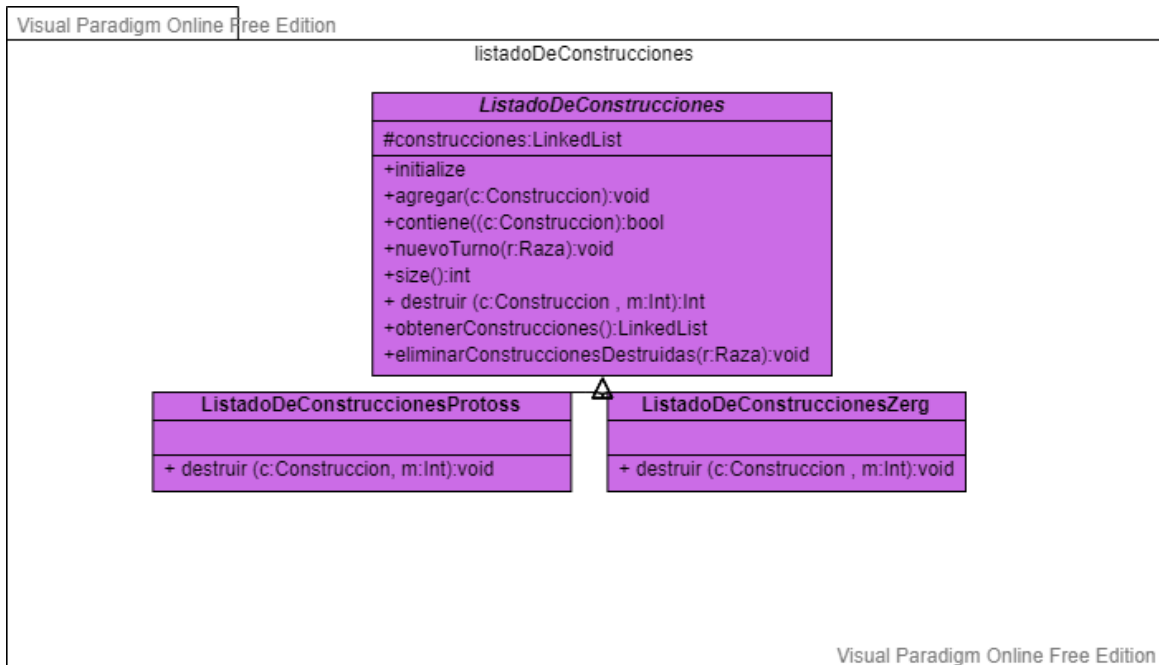 Visual Paradigm Online Free Edition
listadoDeConstrucciones
ListadoDeConstrucciones
#construcciones:LinkedList
+initialize
+agregar(c:Construccion):void
+contiene((c:Construccion):bool
+nuevoTurno(r:Raza):void
+size():int
+ destruir (c:Construccion , m:Int):Int
+obtenerConstrucciones():LinkedList
+eliminarConstruccionesDestruidas(r:Raza):void
ListadoDeConstruccionesProtoss
+ destruir (c:Construccion, m:Int):void
ListadoDeConstruccionesZerg
+ destruir (c:Construccion , m:Int):void
Visual Paradigm Online Free Edition